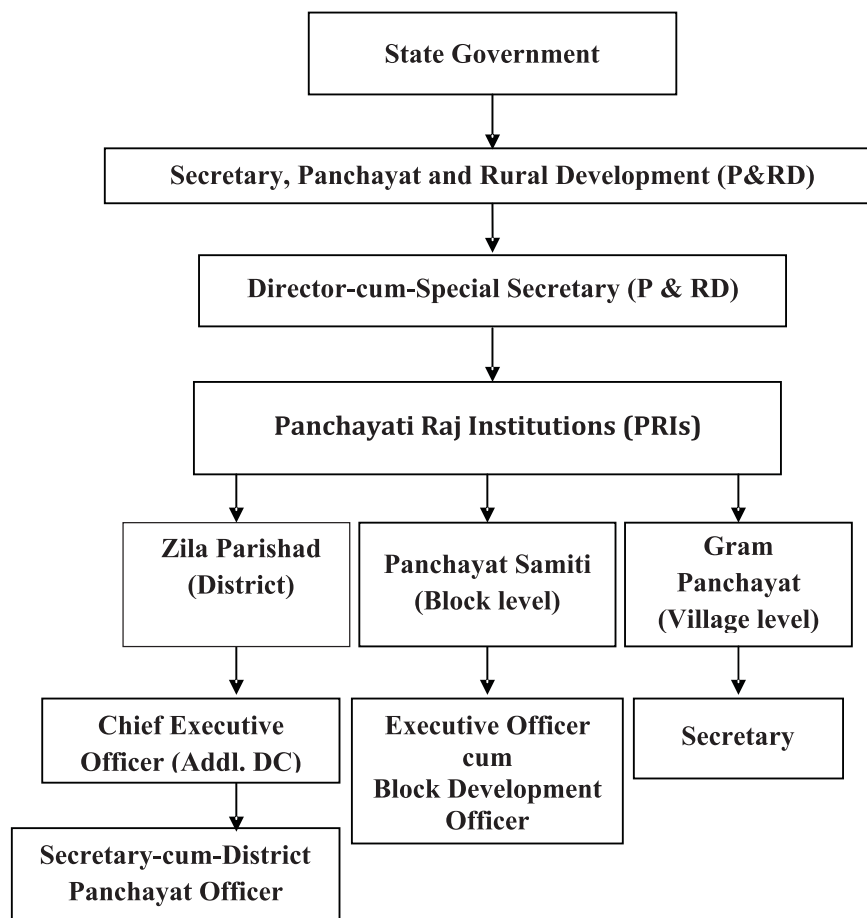 State Government
Secretary, Panchayat and Rural Development (P&RD)
Director-cum-Special Secretary (P & RD)
Panchayati Raj Institutions (PRIs)
Zila Parishad
(District)
Panchayat Samiti
(Block level)
Gram
Panchayat
(Village level)
Chief Executive
Officer (Addl. DC)
Executive Officer
cum
Block Development
Officer
Secretary
Secretary-cum-District
Panchayat Officer